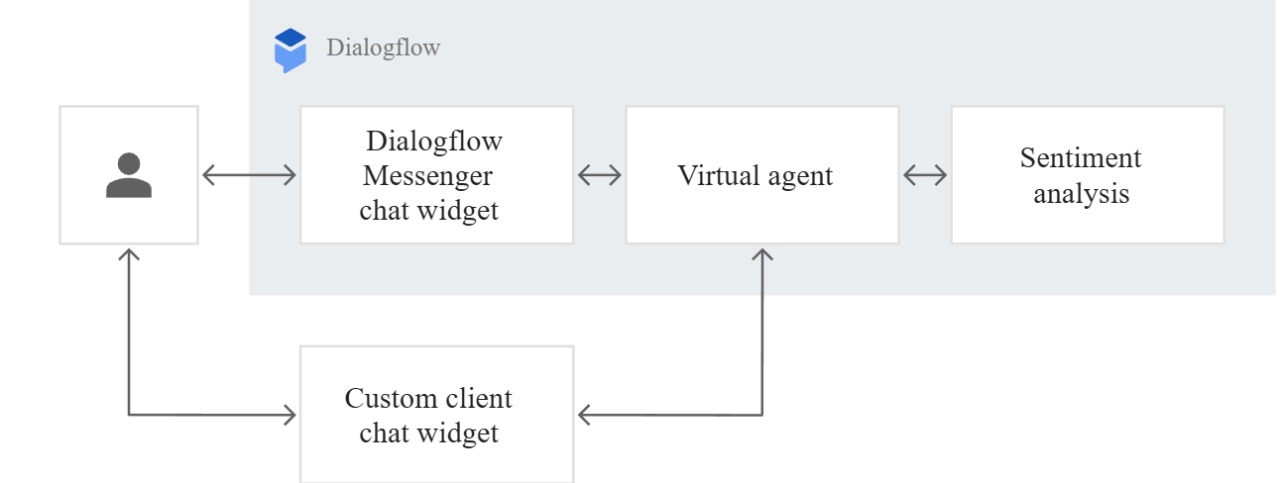 Dialogflow
Dialogflow
Messenger
chat widget
Virtual agent
Sentiment
analysis
Custom client
chat widget